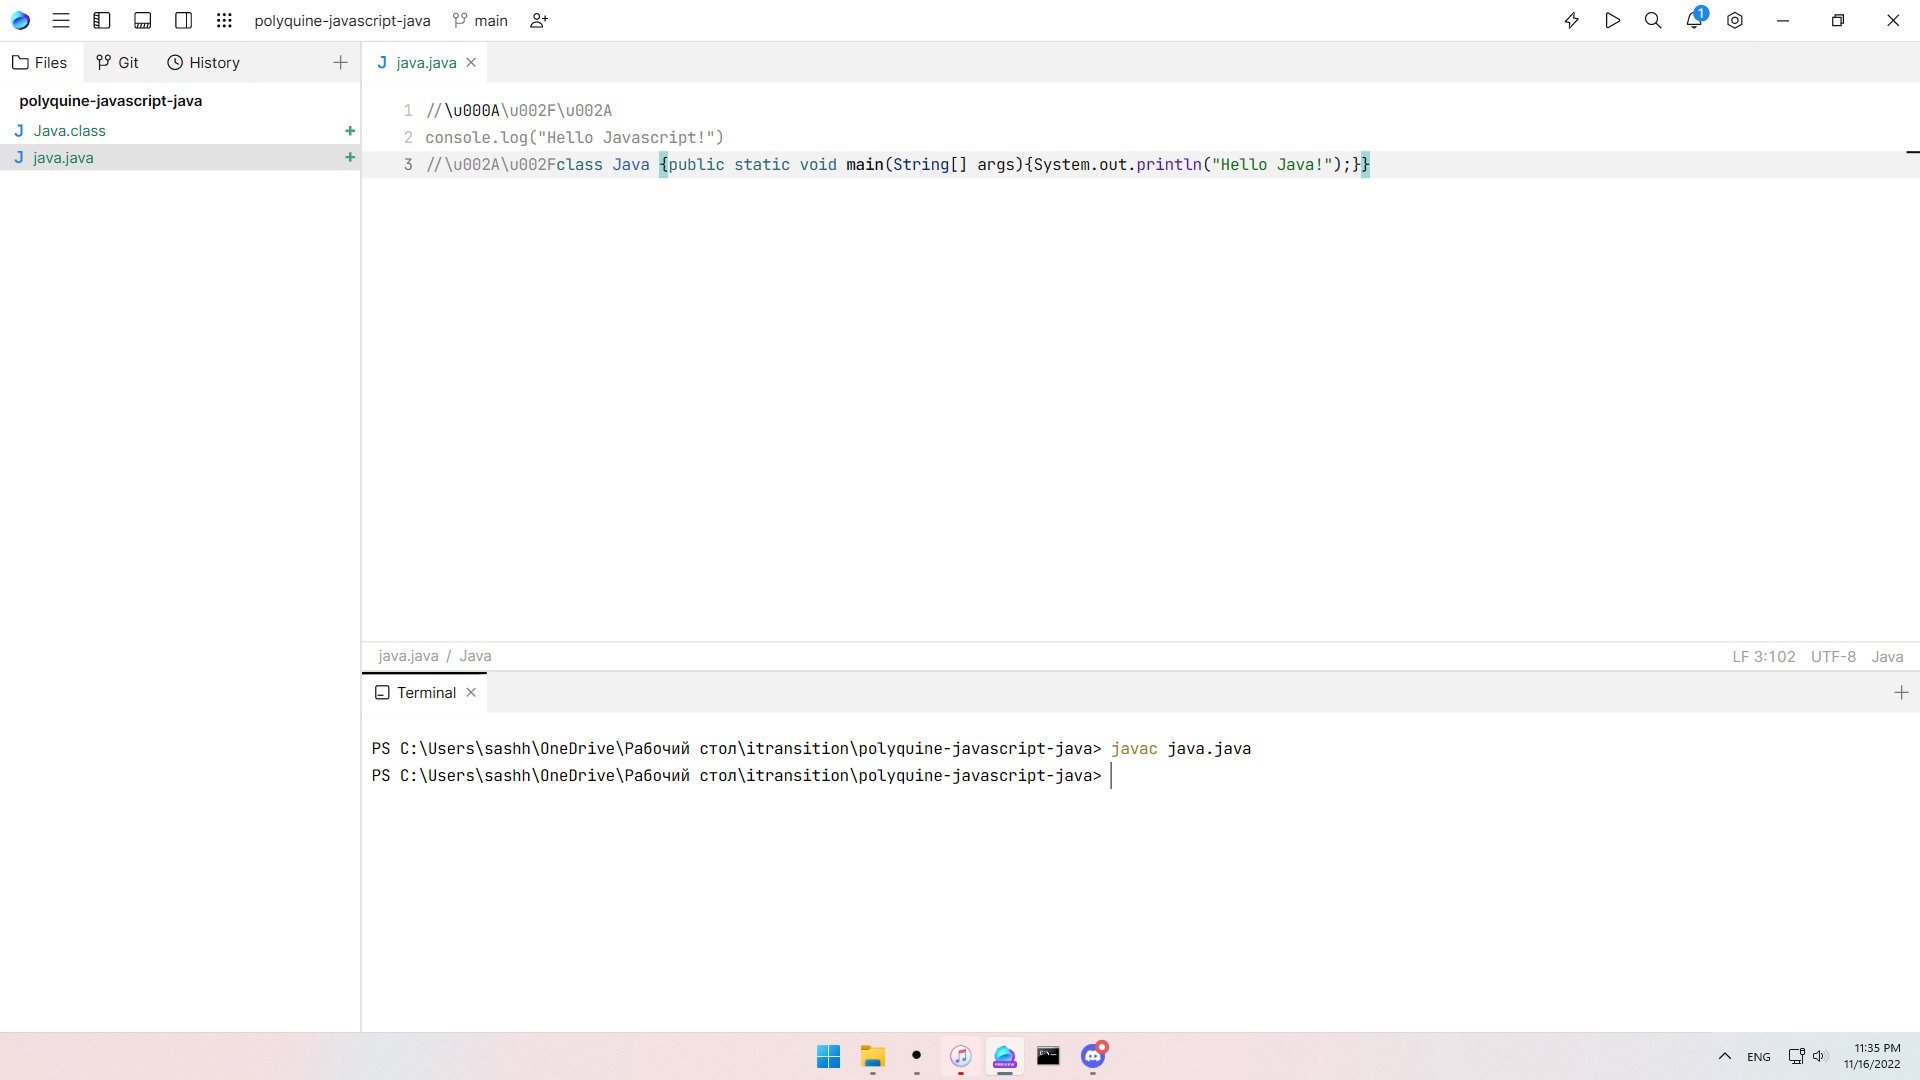 polyquine-javascript-java main
1
Files Git History
java.java
polyquine-javascript-java
Java.class
java.java
1 //\u000A\u002F\u002A
2 console.log("Hello Javascript!")
3 //\u002A\u002Fclass Java {public static void main(String[] args){System.out.println("Hello Java!");}}
java.java / Java
LF 3:102 UTF-8 Java
Terminal
PS C:\Users\sashh\OneDrive\Рабочий стол\itransition\polyquine-javascript-java> javac java.java
PS C:\Users\sashh\OneDrive\Рабочий стол\itransition\polyquine-javascript-java>
PREVIEW
ENG
11:35 PM
11/16/2022